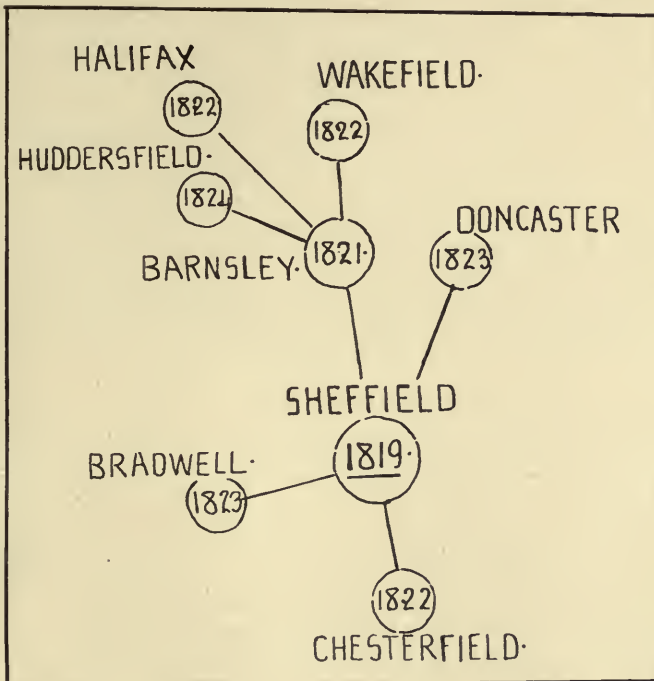 HALIFAX
1822
WAKEFIELD.
1822
HUDDERSFIELD.
1821
DONCASTER
1823
BARNSLEY.
1821.
SHEFFIELD
1819.
BRADWELL.
1823
1822
CHESTERFIELD.